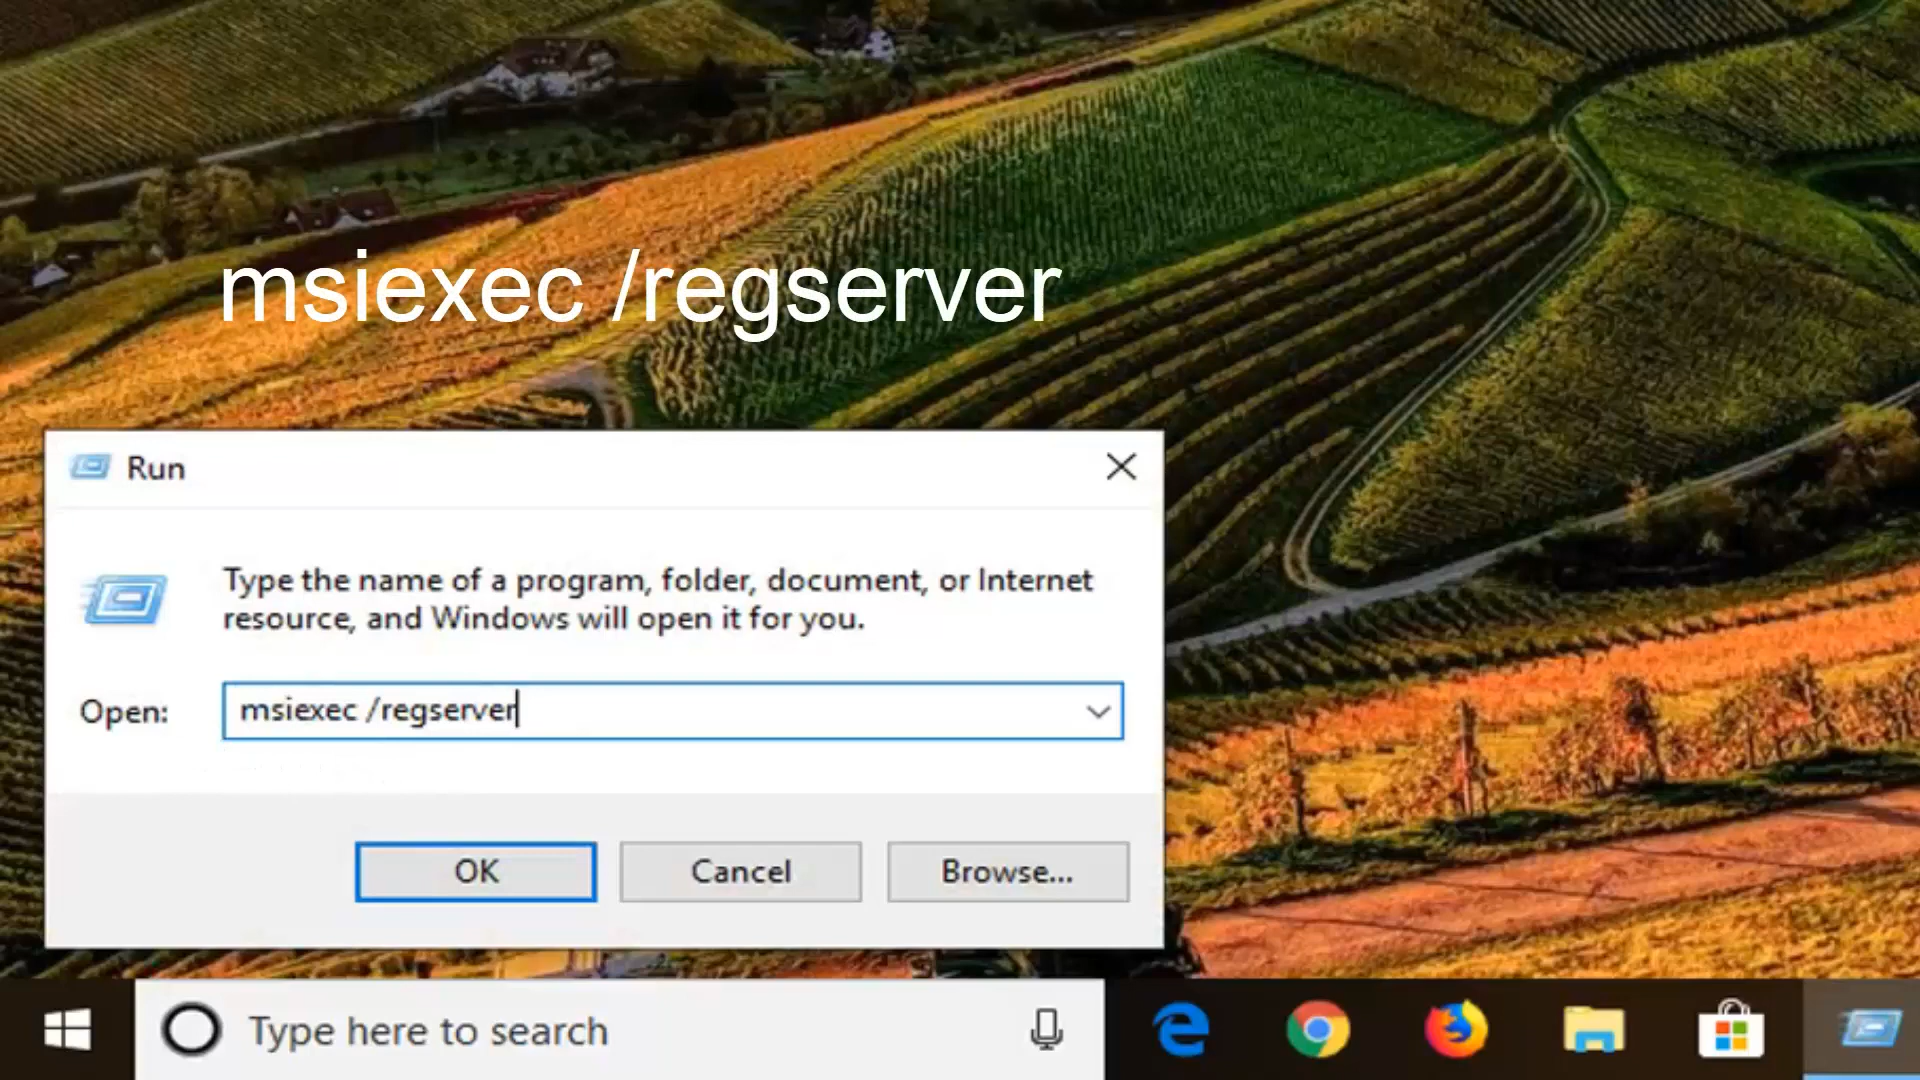 msiexec /regserver
Run
Type the name of a program, folder, document, or Internet
resource, and Windows will open it for you.
Open:
msiexec /regserver
OK
Cancel
Browse...
Type here to search